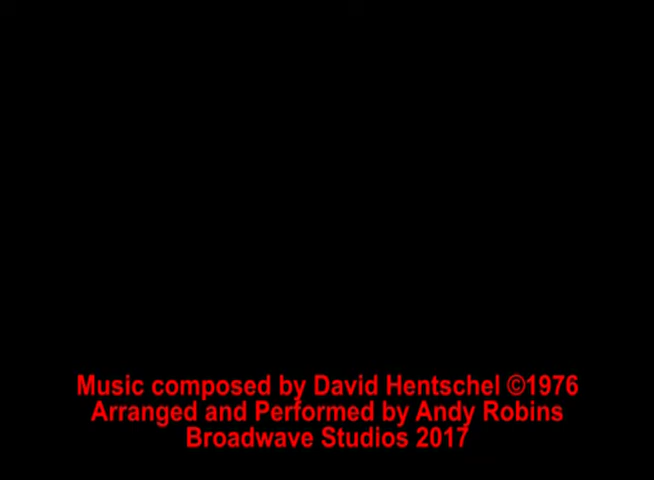 Music composed by David Hentschel ©1976
Arranged and Performed by Andy Robins
Broadwave Studios 2017